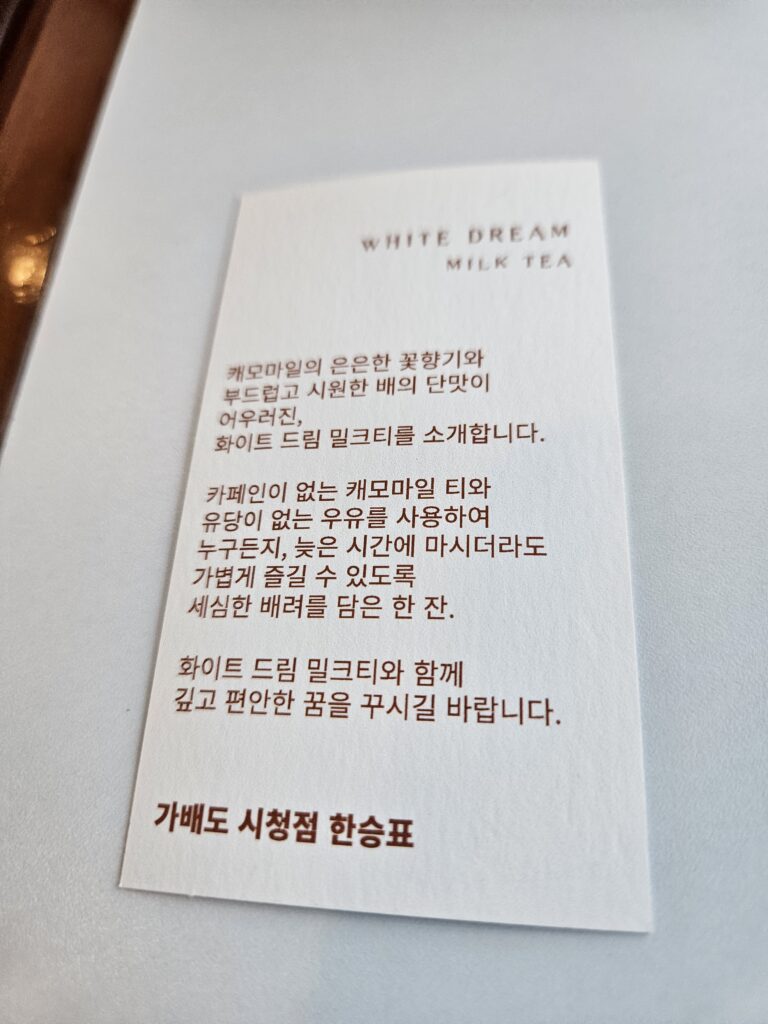 WHITE DREAM
MILK TEA
캐모마일의 은은한 꽃향기와
부드럽고 시원한 배의 단맛이
어우러진,
화이트 드림 밀크티를 소개합니다.
카페인이 없는 캐모마일 티와
유당이 없는 우유를 사용하여
누구든지, 늦은 시간에 마시더라도
가볍게 즐길 수 있도록
세심한 배려를 담은 한 잔.
화이트 드림 밀크티와 함께
깊고 편안한 꿈을 꾸시길 바랍니다.
가배도 시청점 한승표